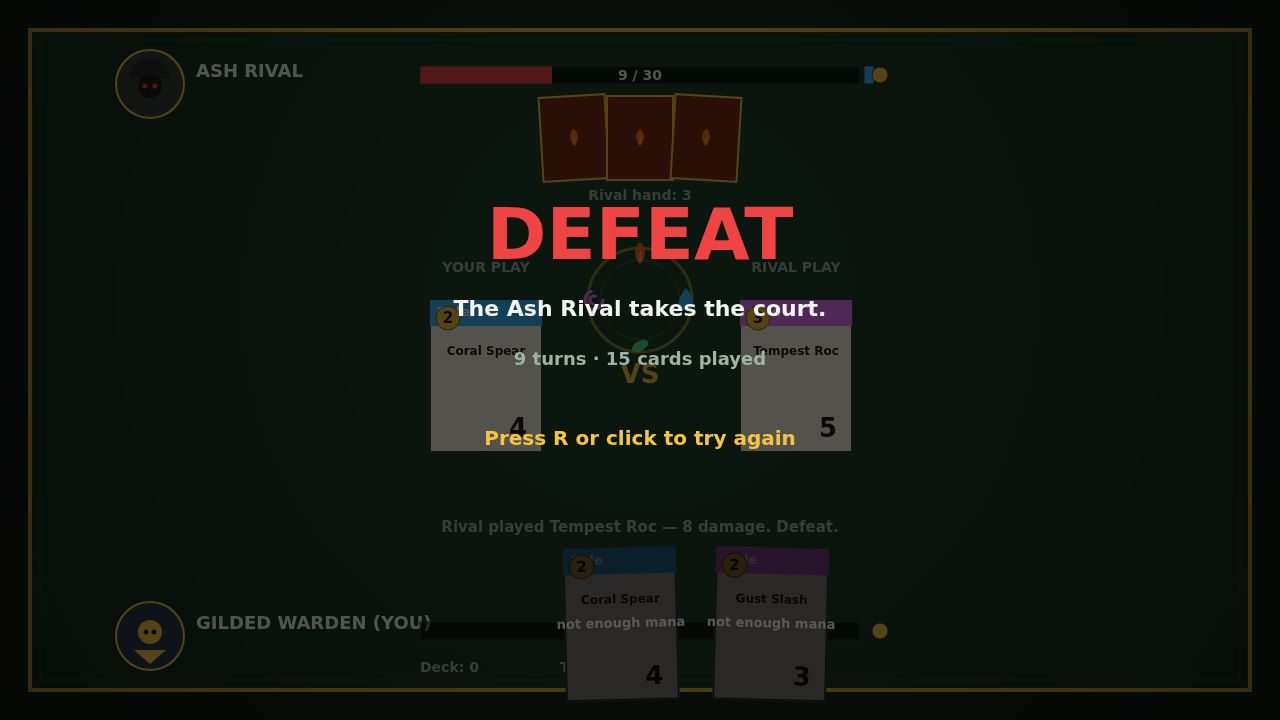 ASH RIVAL
9 / 30
Rival hand: 3
DEFEAT
YOUR PLAY
RIVAL PLAY
The Ash Rival takes the court.
2
3
Coral Spear
Tempest Roc
9 turns · 15 cards played
VS
4
5
Press R or click to try again
Rival played Tempest Roc — 8 damage. Defeat.
2
2
Coral Spear
Gust Slash
not enough mana
not enough mana
GILDED WARDEN (YOU)
Deck: 0
4
3